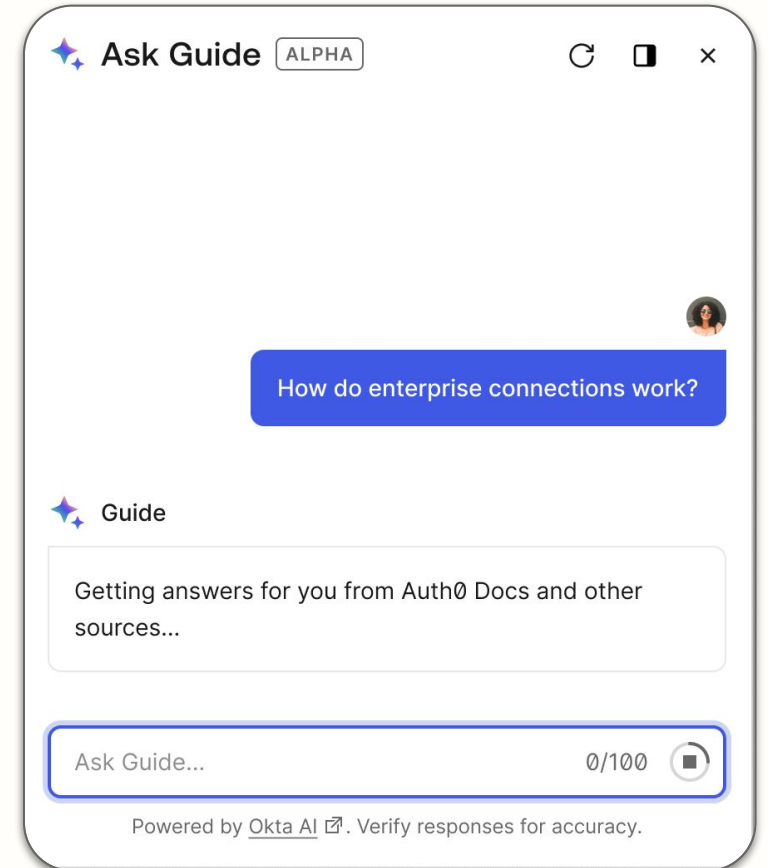 Ask Guide ALPHA
How do enterprise connections work?
Guide
Getting answers for you from Auth0 Docs and other
sources...
Ask Guide... 0/100
Powered by Okta AI. Verify responses for accuracy.